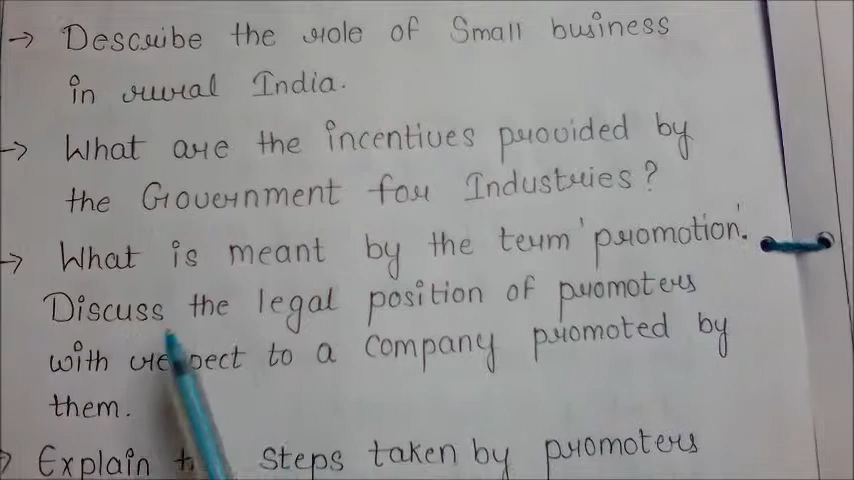 → Describe the role of Small business
in rural India.
→ What are the incentives provided by
the Government for Industries?
→ What is meant by the term 'promotion'.
Discuss the legal position of promoters
with respect to a company promoted by
them.
→ Explain steps taken by promoters